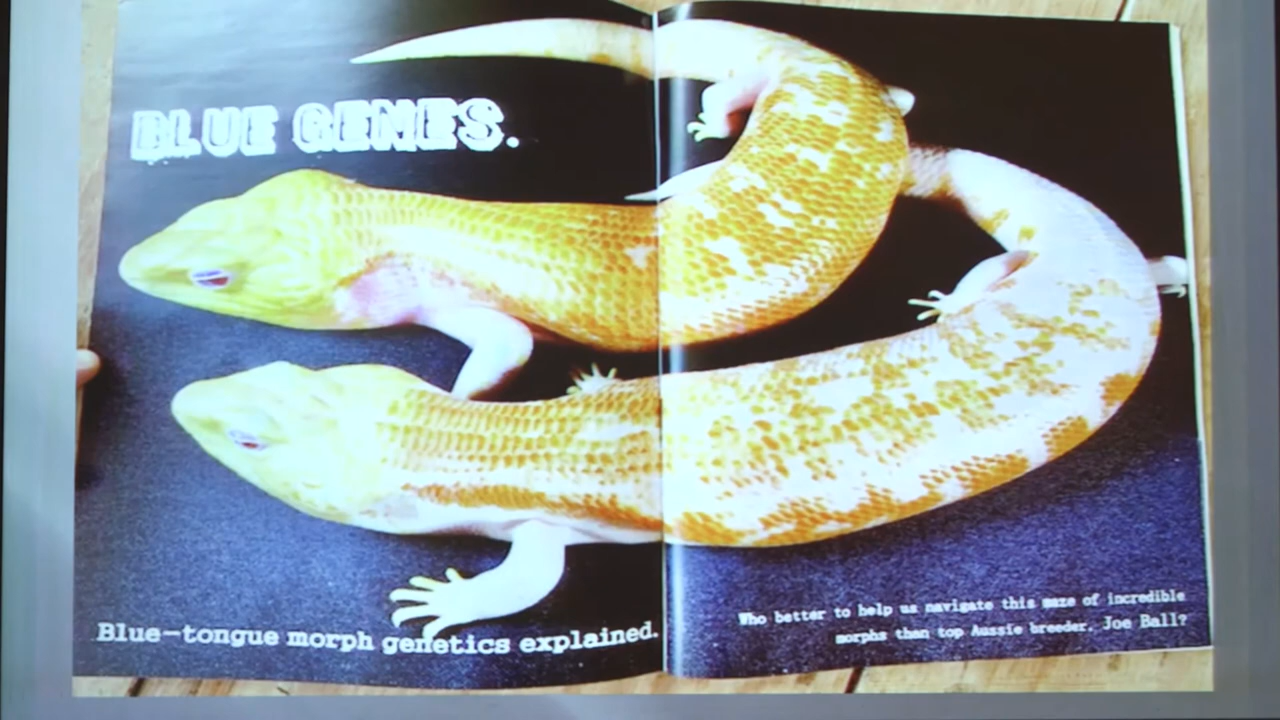 BLUE GENES.
Blue-tongue morph genetics explained.
Who better to help us navigate this maze of incredible
morphs than top Aussie breeder, Joe Ball?